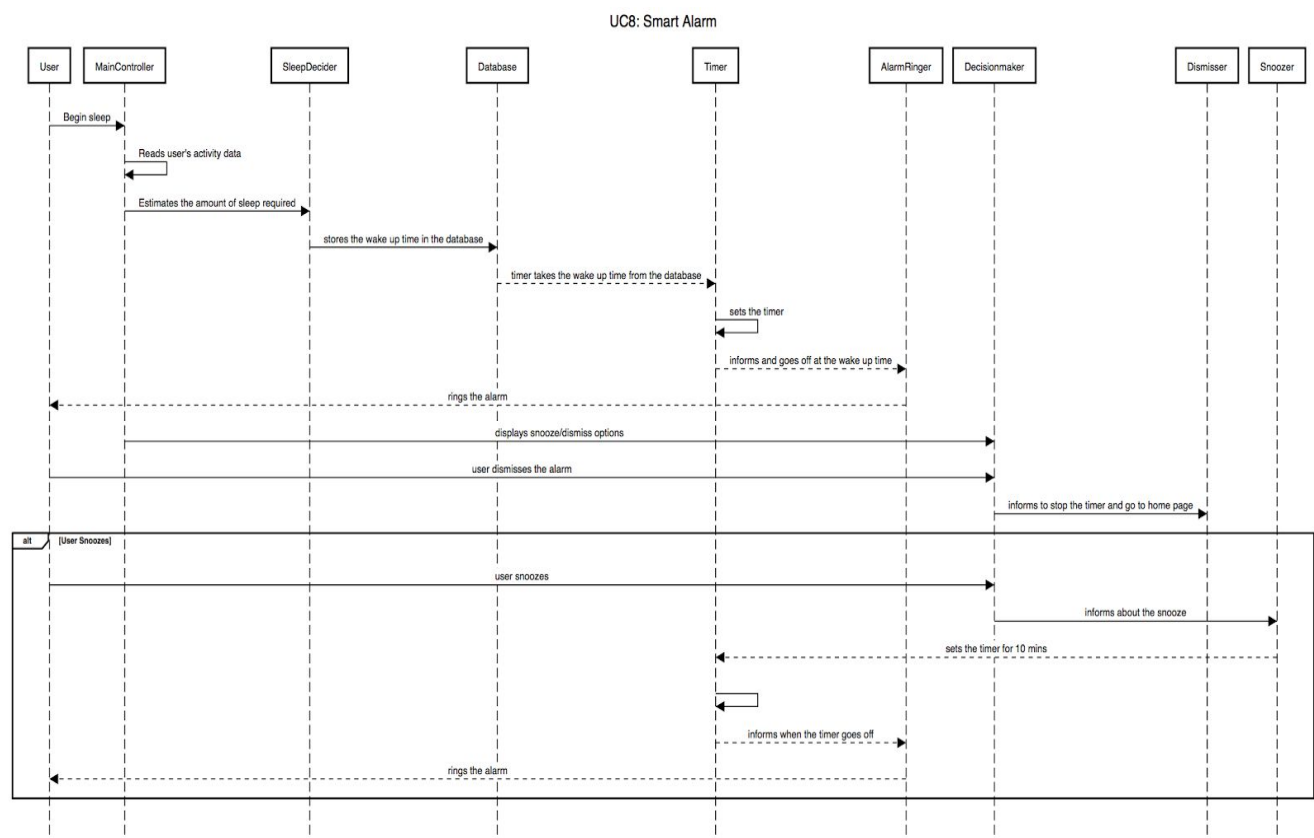 UC8: Smart Alarm
User
MainController
SleepDecider
Database
Timer
AlarmRinger
Decisionmaker
Dismisser
Snoozer
Begin sleep
Reads user's activity data
Estimates the amount of sleep required
stores the wake up time in the database
timer takes the wake up time from the database
sets the timer
informs and goes off at the wake up time
rings the alarm
displays snooze/dismiss options
user dismisses the alarm
informs to stop the timer and go to home page
alt
[User Snoozes]
user snoozes
informs about the snooze
sets the timer for 10 mins
informs when the timer goes off
rings the alarm